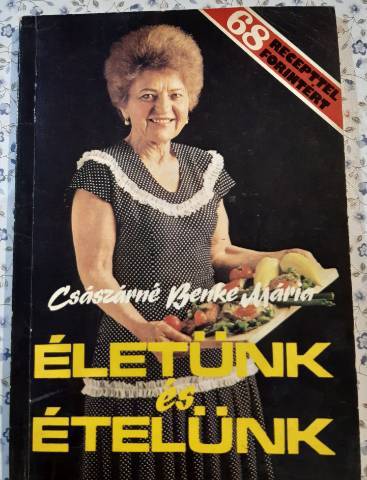 68
RECEPTTEL
FORINTÉRT
Császárné Benke Mária
ÉLETÜNK
és
ÉTELÜNK